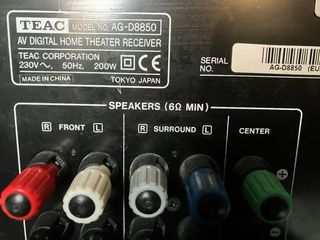 TEAC MODEL NO. AG-D8850
AV DIGITAL HOME THEATER RECEIVER
TEAC CORPORATION
230V~, 50Hz, 200W
MADE IN CHINA
TOKYO JAPAN
SERIAL
NO.
AG-D8850 (EU
SPEAKERS (6Ω MIN)
R FRONT L
R SURROUND L
CENTER
+